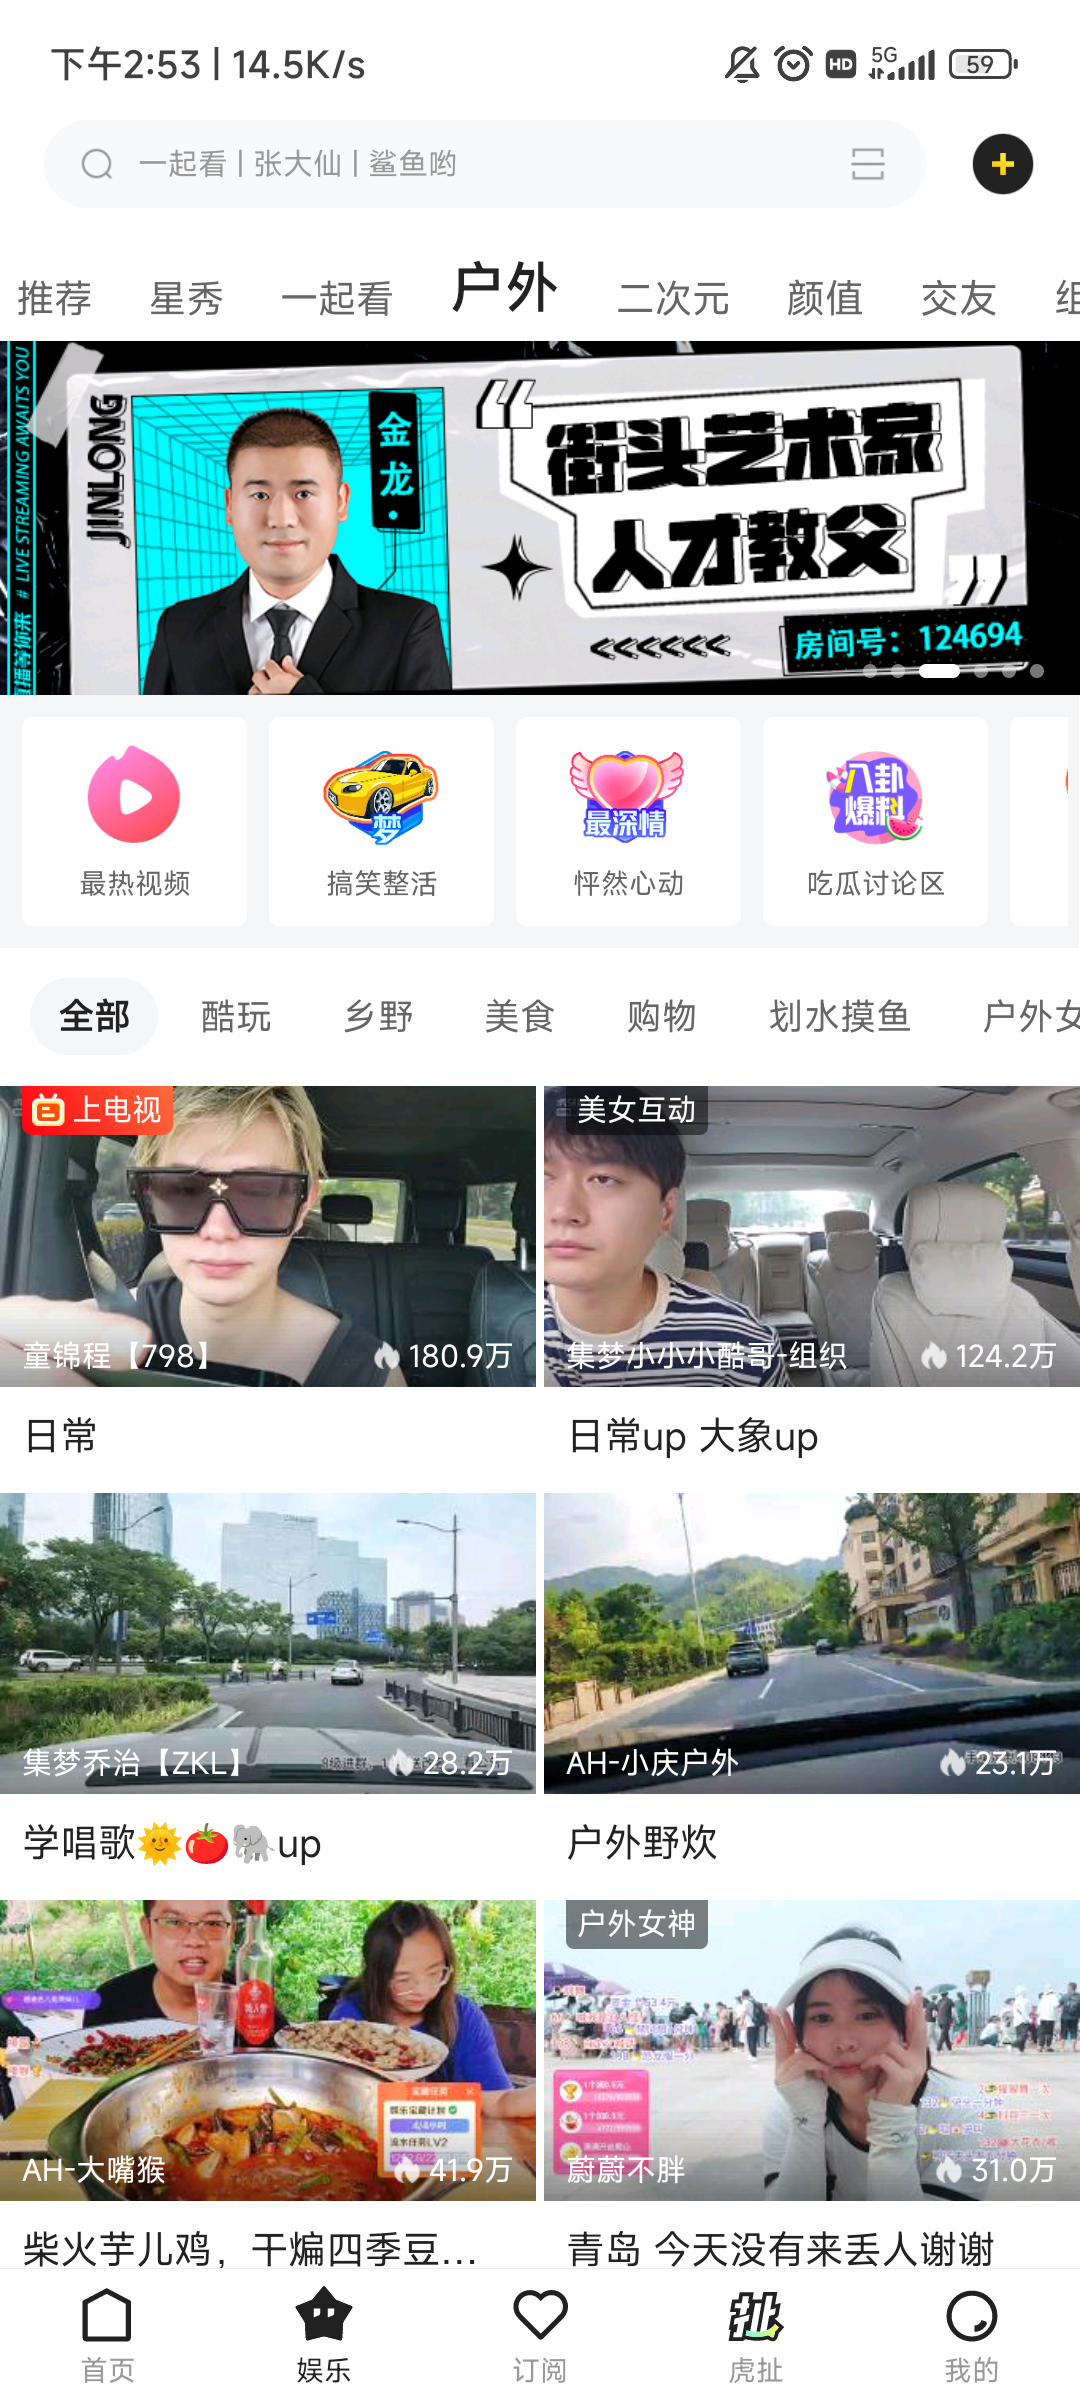 下午2:53 | 14.5K/s
HD 5G 59
一起看 | 张大仙 | 鲨鱼哟
推荐 星秀 一起看 户外 二次元 颜值 交友 组
# LIVE STREAMING AWAITS YOU
直播等你来
JINLONG
金龙
街头艺术家
人才教父
房间号：124694
梦
最深情
八卦
爆料
最热视频 搞笑整活 怦然心动 吃瓜讨论区
全部 酷玩 乡野 美食 购物 划水摸鱼 户外女
上电视
童锦程【798】 180.9万
美女互动
集梦小小小酷哥-组织 124.2万
日常
日常up 大象up
集梦乔治【ZKL】 28.2万
AH-小庆户外 23.1万
学唱歌🌞🍅🐘up
户外野炊
AH-大嘴猴 41.9万
户外女神
蔚蔚不胖 31.0万
柴火芋儿鸡，干煸四季豆...
青岛 今天没有来丢人谢谢
扯
首页 娱乐 订阅 虎扯 我的